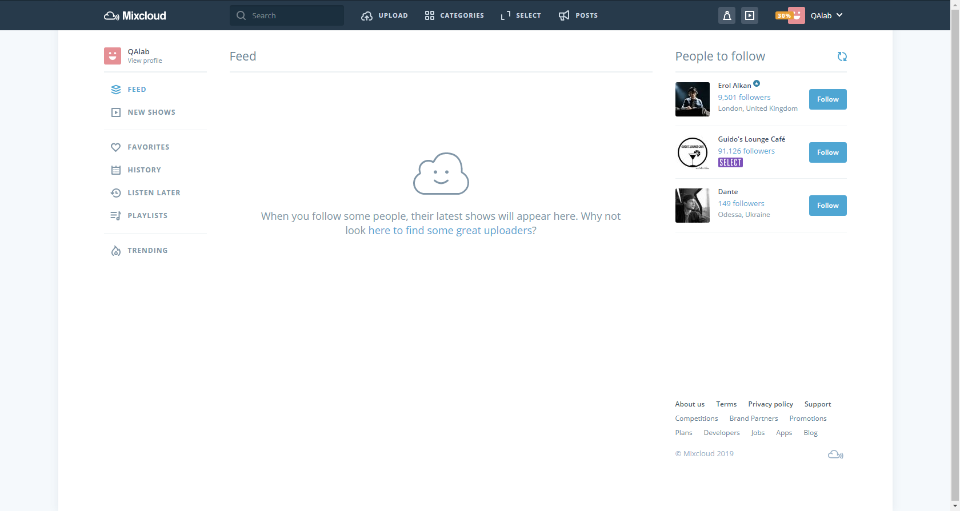 Mixcloud
Search
UPLOAD
CATEGORIES
SELECT
POSTS
38%
QAlab
QAlab
View profile
FEED
NEW SHOWS
FAVORITES
HISTORY
LISTEN LATER
PLAYLISTS
TRENDING
Feed
When you follow some people, their latest shows will appear here. Why not
look here to find some great uploaders?
People to follow
Erol Alkan
9,501 followers
London, United Kingdom
Follow
Guido's Lounge Café
91,126 followers
SELECT
Follow
Dante
149 followers
Odessa, Ukraine
Follow
About us Terms Privacy policy Support
Competitions Brand Partners Promotions
Plans Developers Jobs Apps Blog
© Mixcloud 2019